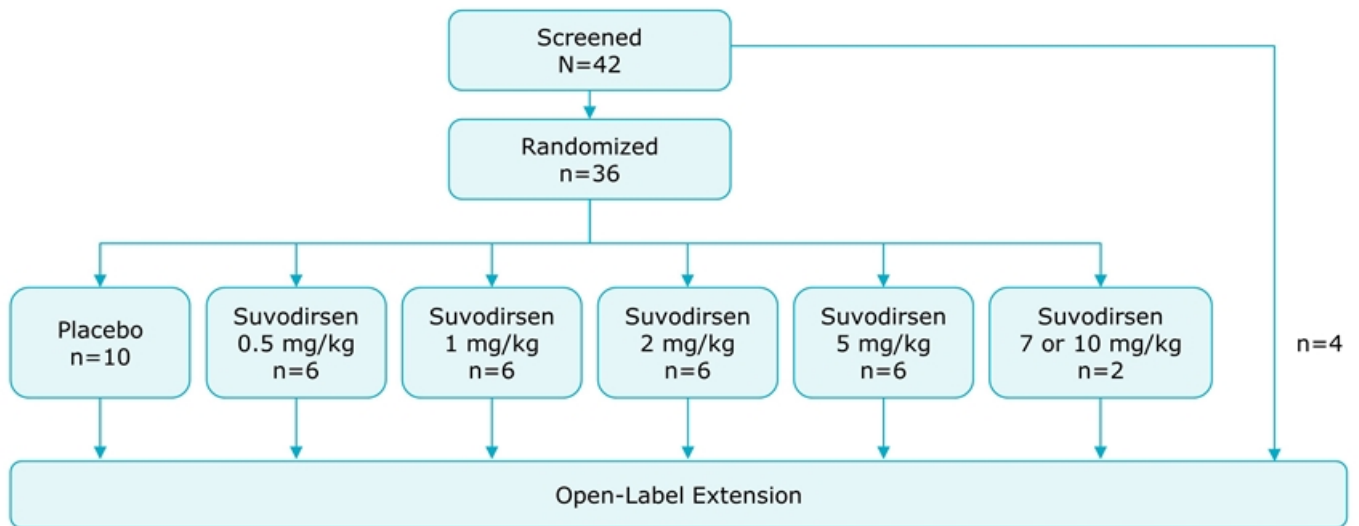 Screened
N=42
Randomized
n=36
Placebo
n=10
Suvodirsen
0.5 mg/kg
n=6
Suvodirsen
1 mg/kg
n=6
Suvodirsen
2 mg/kg
n=6
Suvodirsen
5 mg/kg
n=6
Suvodirsen
7 or 10 mg/kg
n=2
n=4
Open-Label Extension